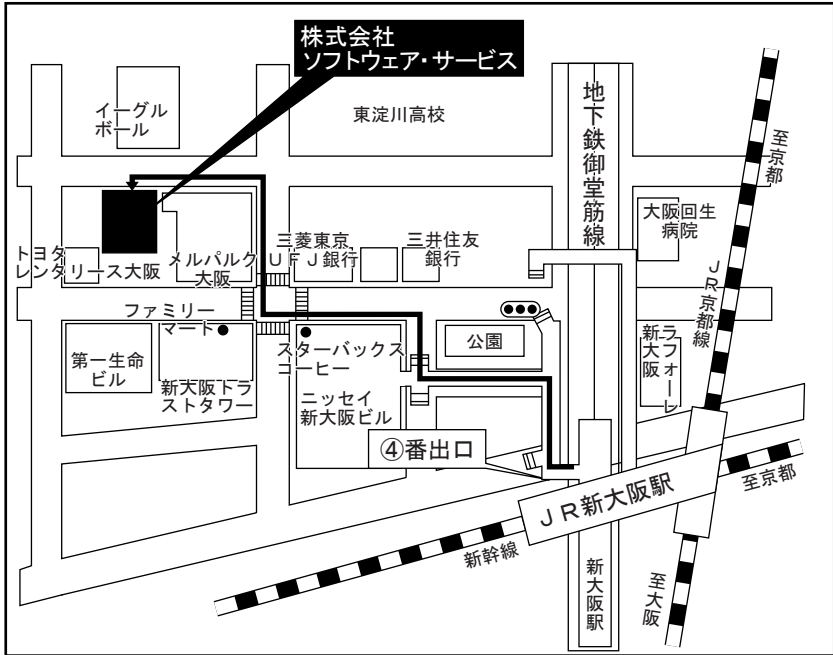 株式会社
ソフトウェア・サービス
イーグル
ボール
東淀川高校
地下鉄御堂筋線
至京都
大阪回生
病院
トヨタ
レンタリース大阪
メルパルク
大阪
三菱東京
ＵＦＪ銀行
三井住友
銀行
ＪＲ京都線
ファミリー
マート
スターバックス
コーヒー
公園
ラフォーレ
新大阪
第一生命
ビル
新大阪トラ
ストタワー
ニッセイ
新大阪ビル
④番出口
ＪＲ新大阪駅
至京都
新幹線
新大阪駅
至大阪